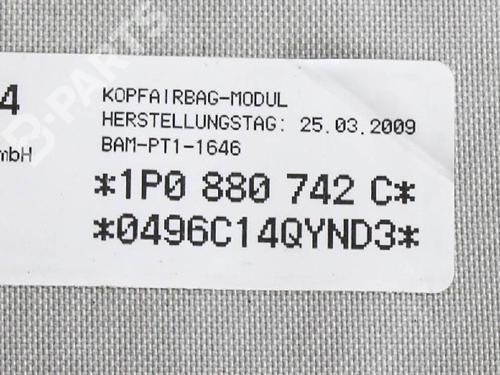 B-PARTS
4
mbH
KOPFAIRBAG-MODUL
HERSTELLUNGSTAG: 25.03.2009
BAM-PT1-1646
*1P0 880 742 C*
*0496C14QYND3*